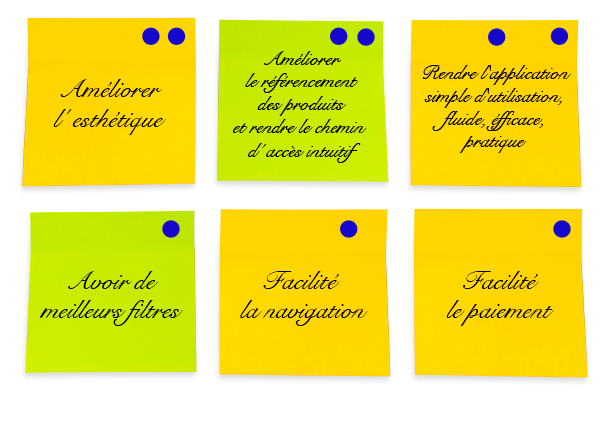 Améliorer
l' esthétique
Améliorer
le référencement
des produits
et rendre le chemin
d' accès intuitif
Rendre l'application
simple d'utilisation,
fluide, éfficace,
pratique
Avoir de
meilleurs filtres
Facilité
la navigation
Facilité
le paiement